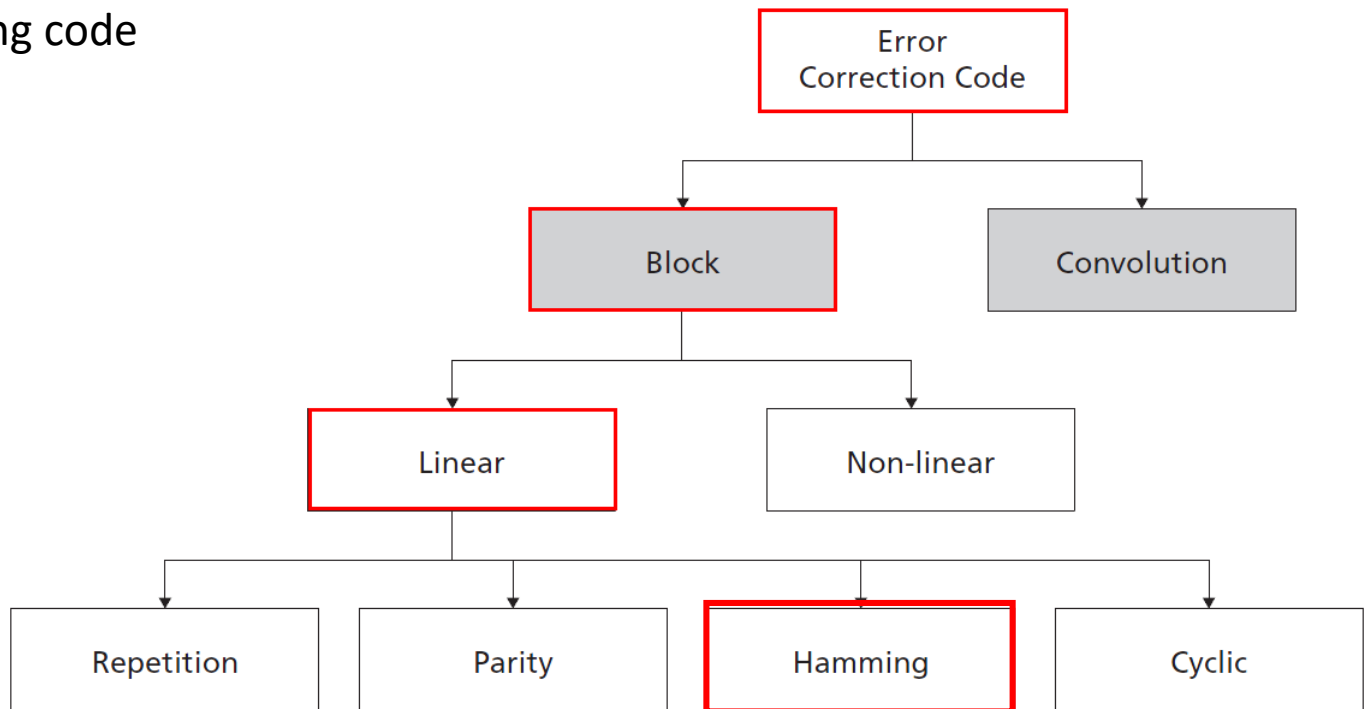 ng code
Error
Correction Code
Block
Convolution
Linear
Non-linear
Repetition
Parity
Hamming
Cyclic